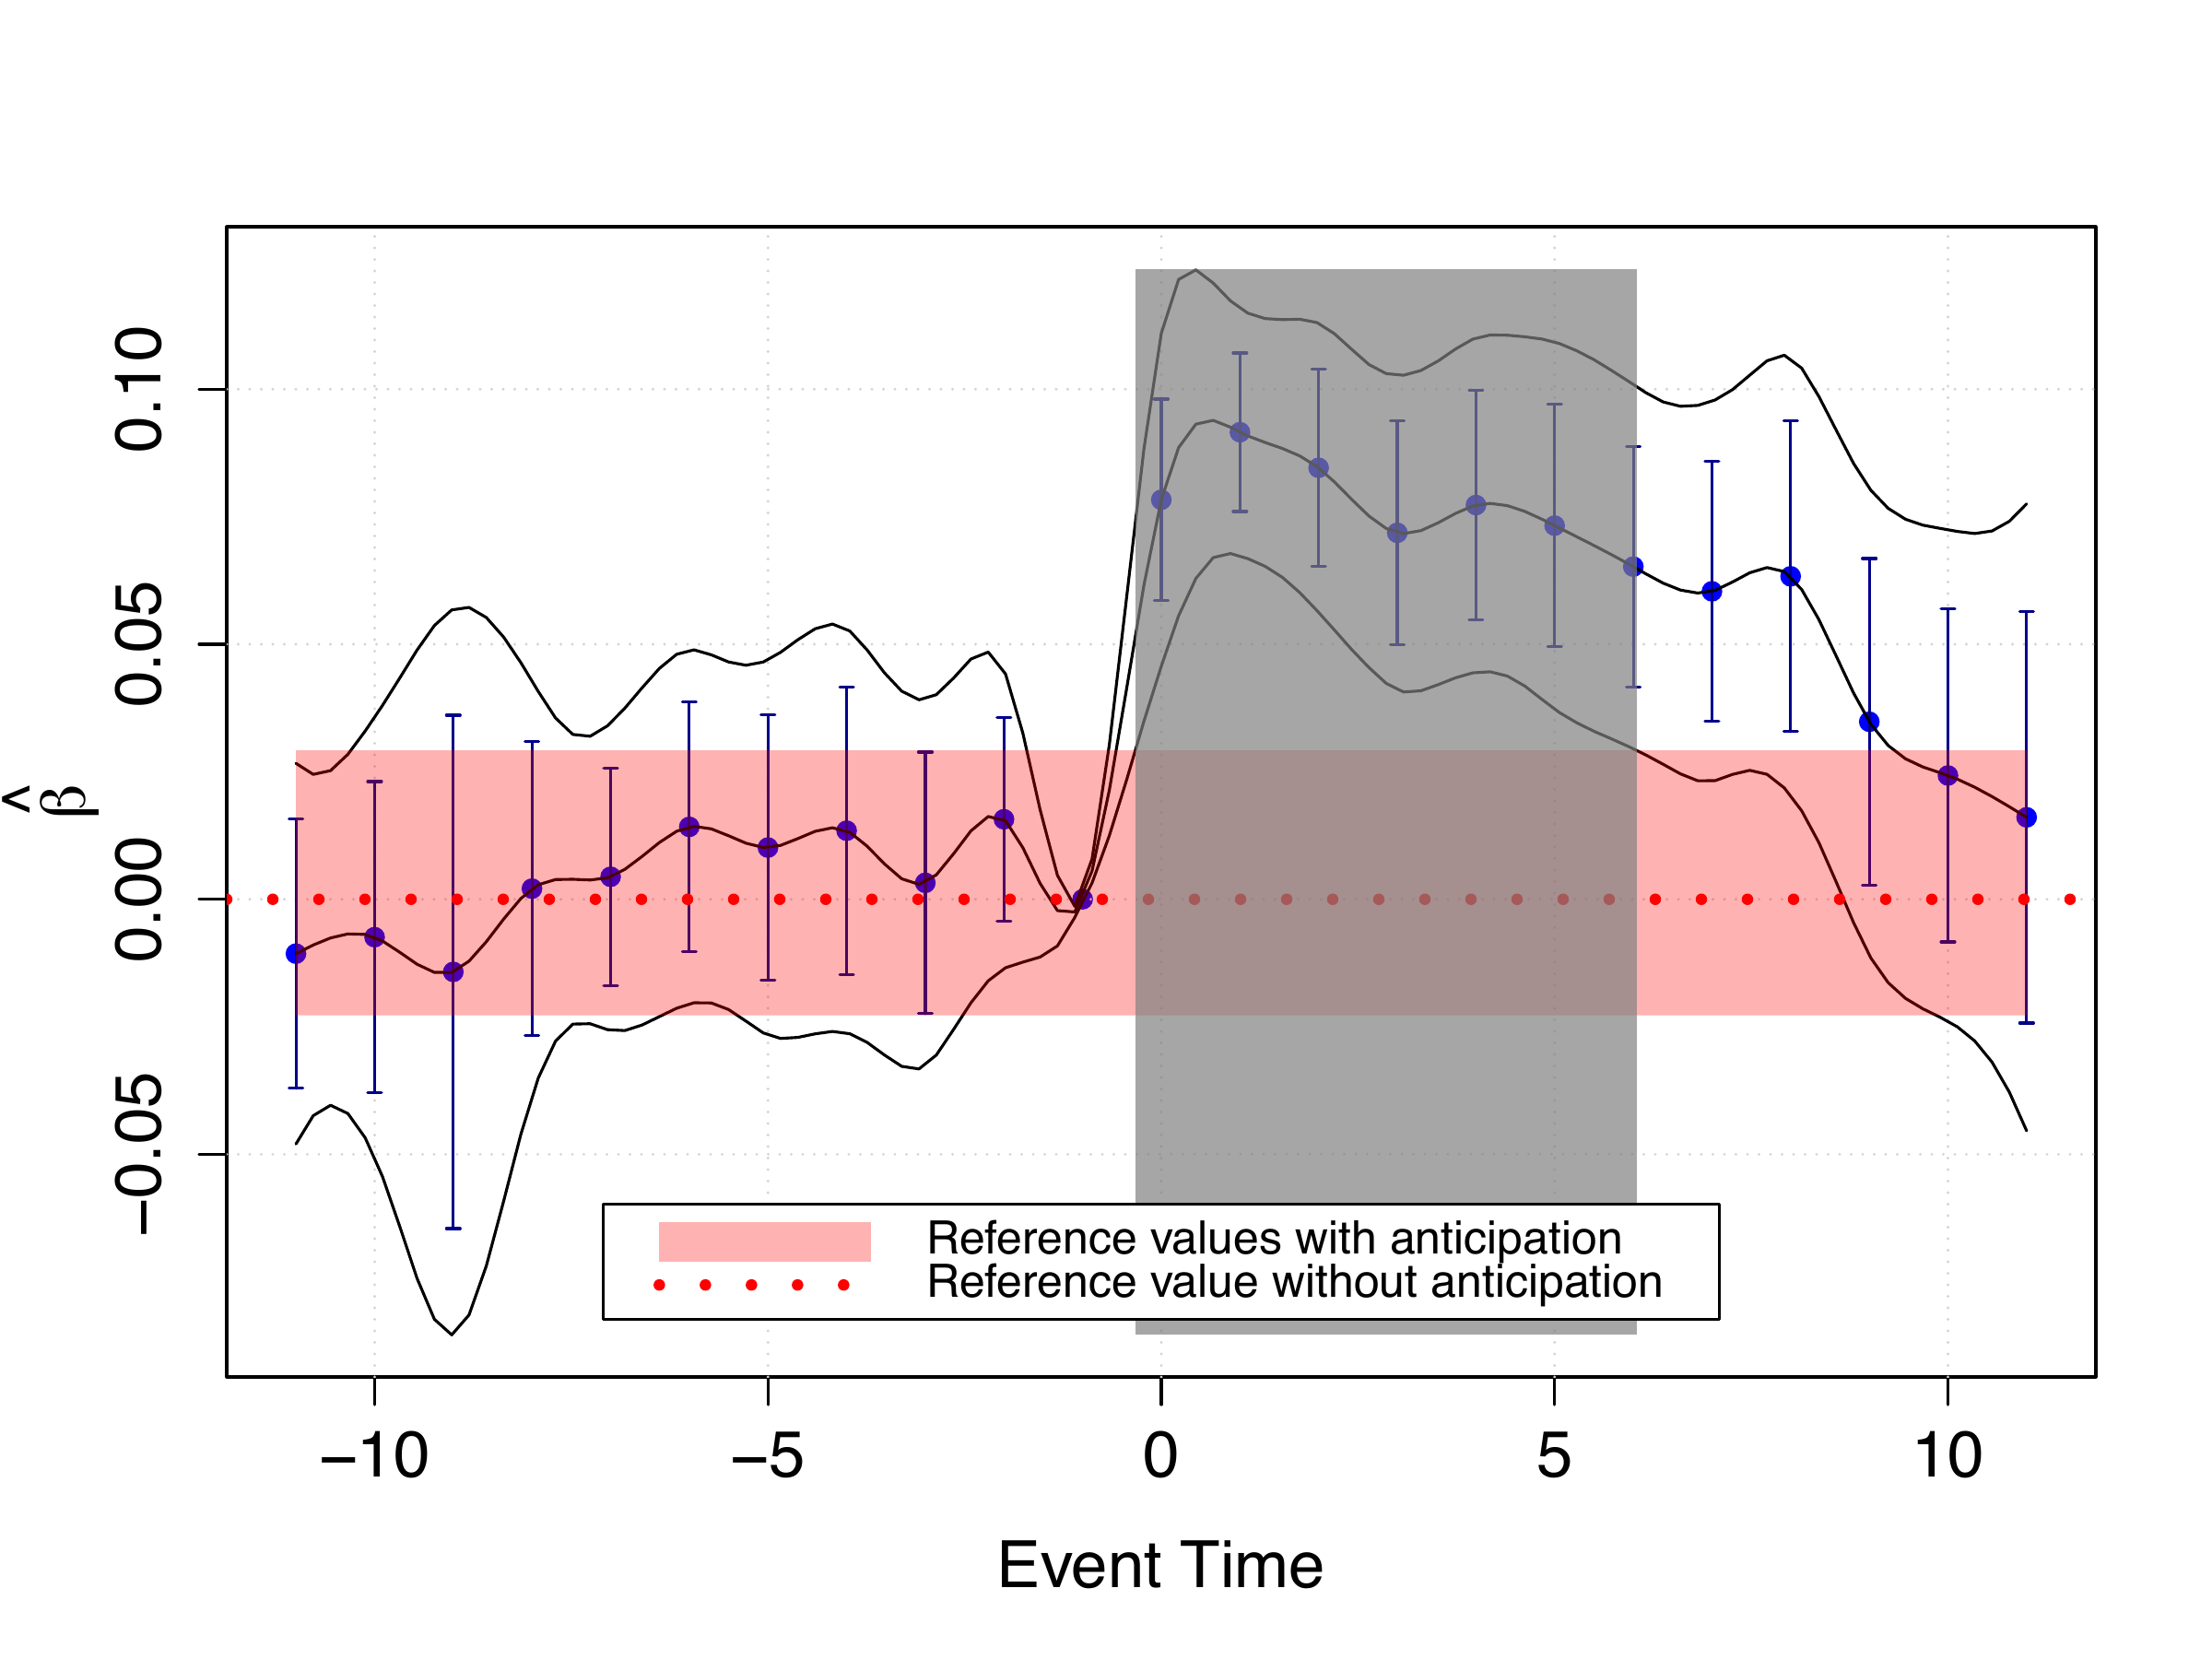 0.10
0.05
0.00
−0.05
β̂
Reference values with anticipation
Reference value without anticipation
−10 −5 0 5 10
Event Time